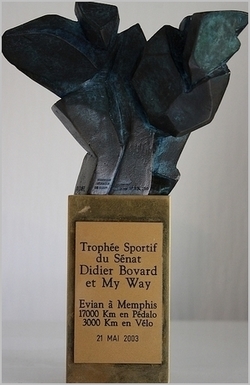 Trophée Sportif
du Sénat
Didier Bovard
et My Way
Evian à Memphis
17000 Km en Pédalo
3000 Km en Vélo
21 MAI 2003